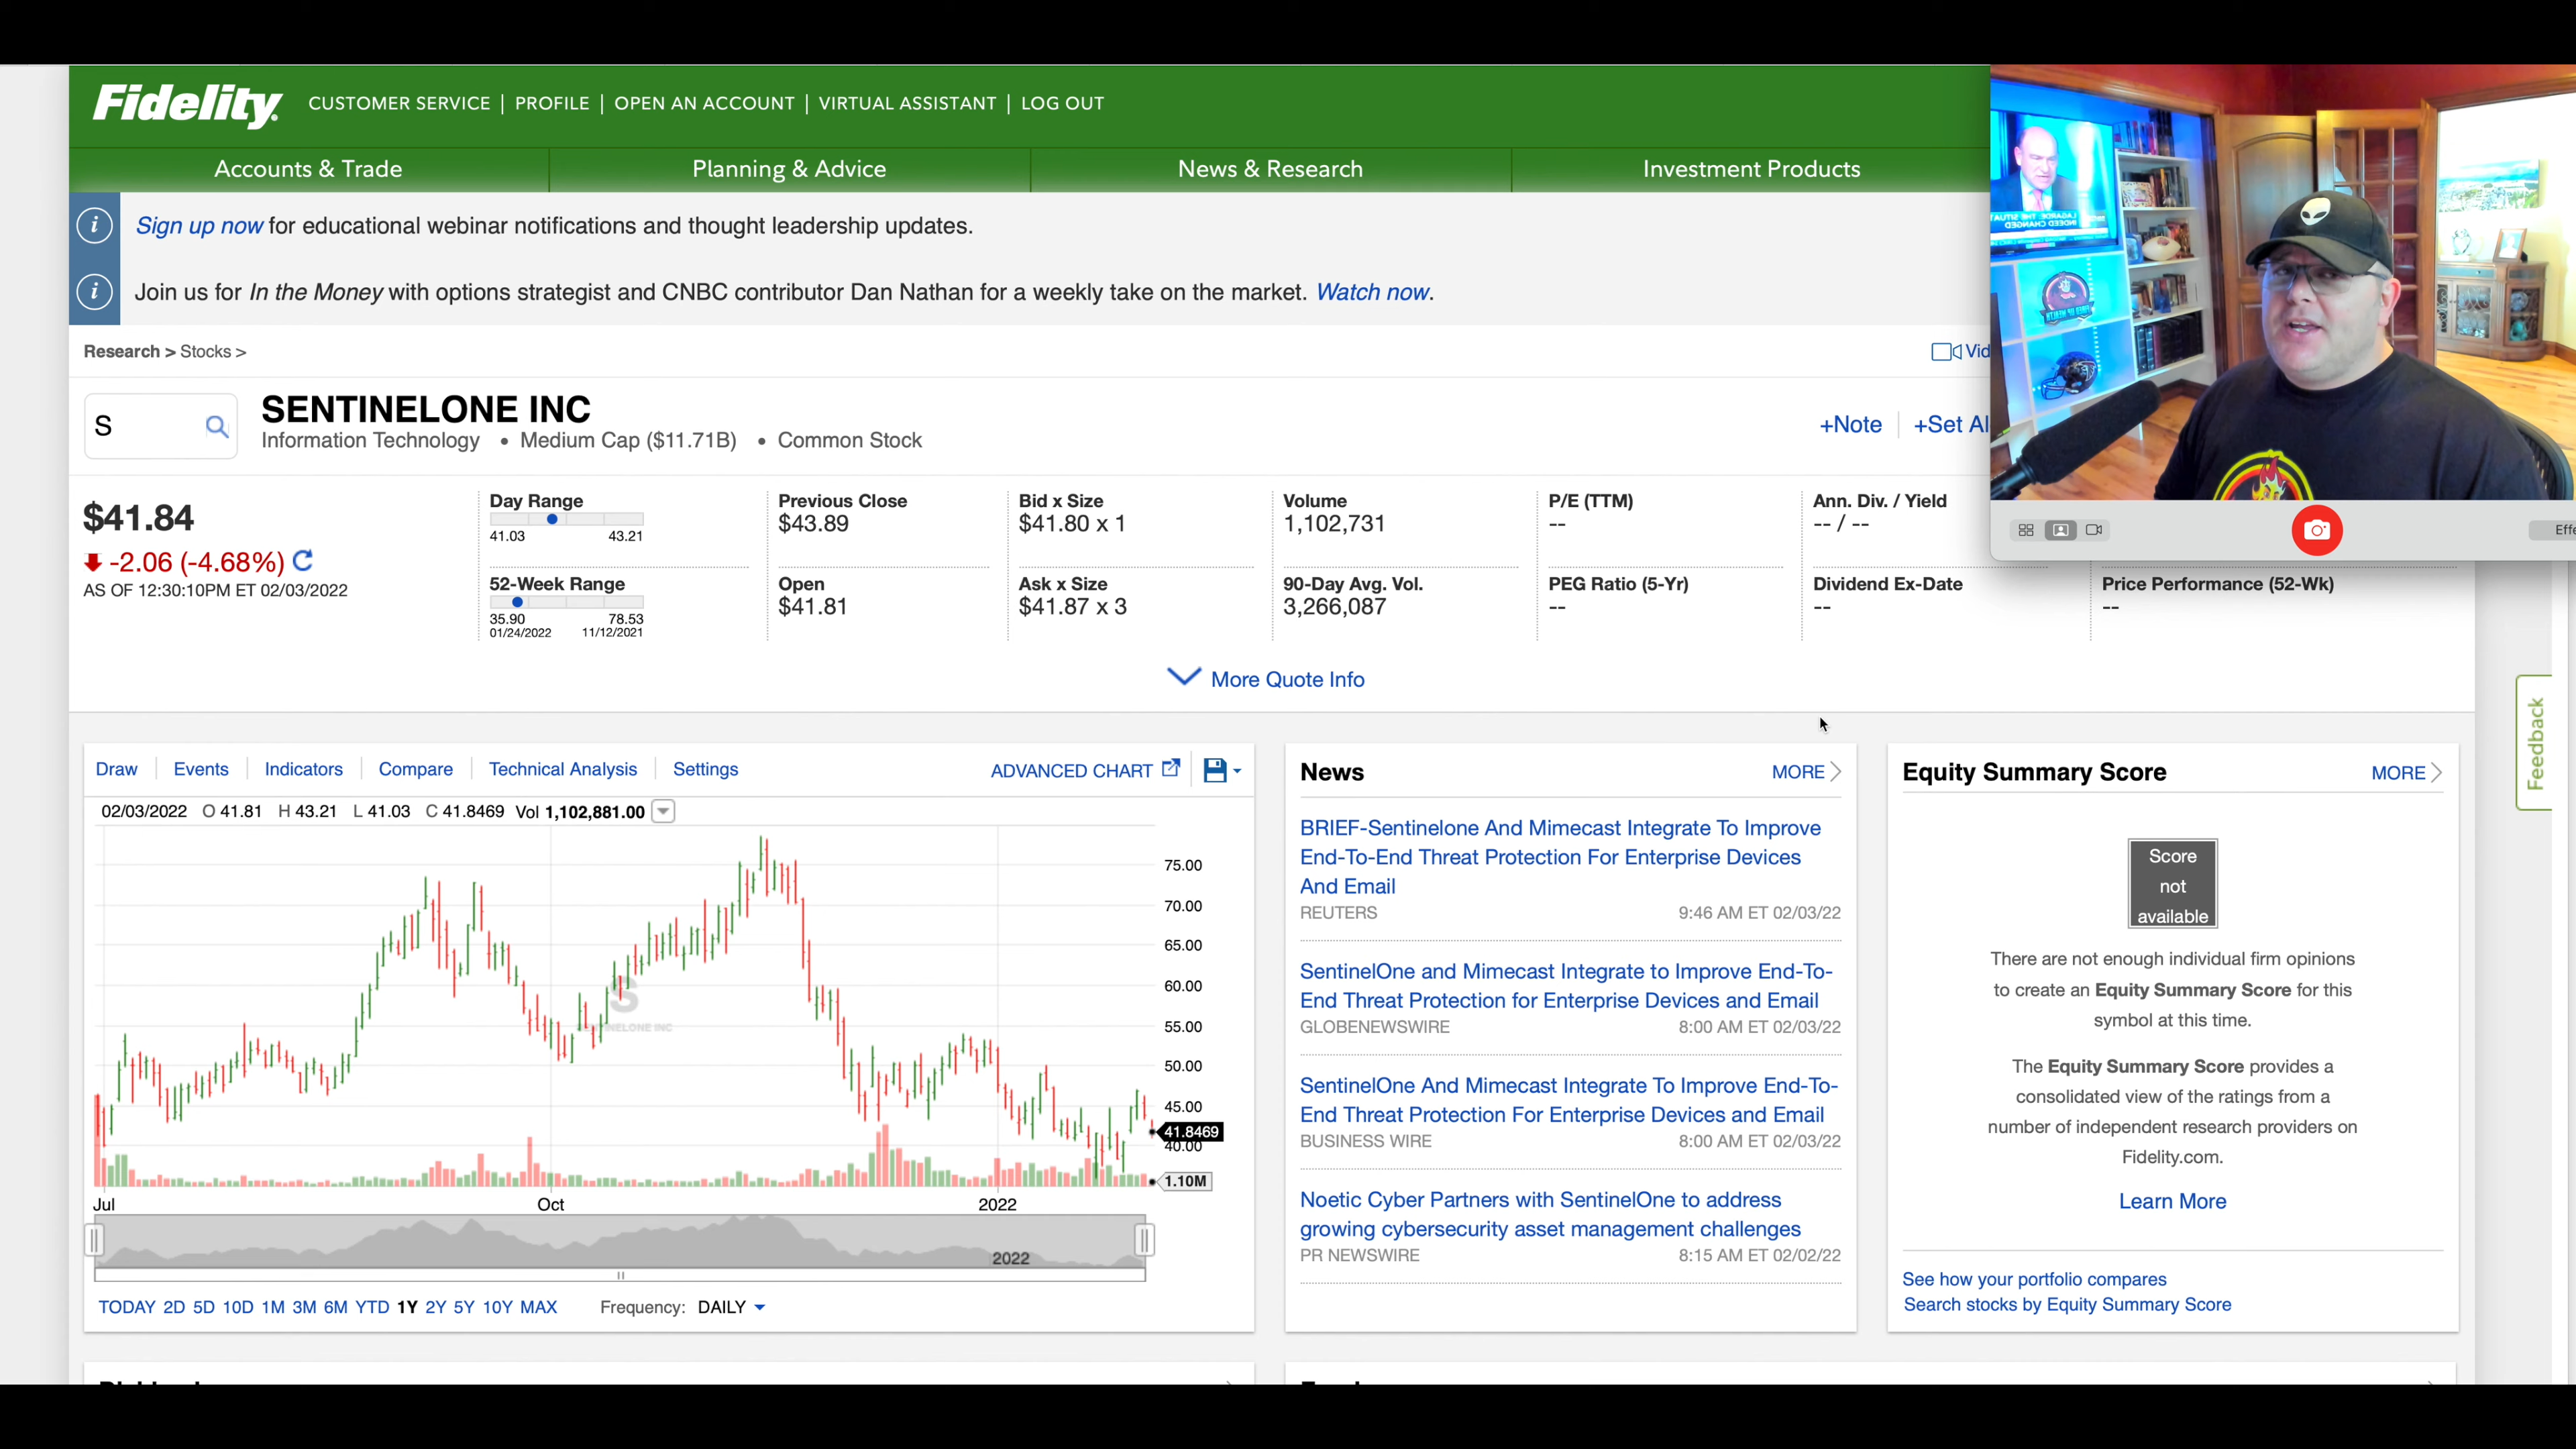 Fidelity.
CUSTOMER SERVICE | PROFILE | OPEN AN ACCOUNT | VIRTUAL ASSISTANT | LOG OUT
Accounts & Trade
Planning & Advice
News & Research
Investment Products
Sign up now for educational webinar notifications and thought leadership updates.
Join us for In the Money with options strategist and CNBC contributor Dan Nathan for a weekly take on the market. Watch now.
Research > Stocks >
Vid
S
SENTINELONE INC
Information Technology • Medium Cap ($11.71B) • Common Stock
+Note
+Set Al
$41.84
-2.06 (-4.68%)
AS OF 12:30:10PM ET 02/03/2022
Day Range
41.03 43.21
52-Week Range
35.90 78.53
01/24/2022 11/12/2021
Previous Close
$43.89
Open
$41.81
Bid x Size
$41.80 x 1
Ask x Size
$41.87 x 3
Volume
1,102,731
90-Day Avg. Vol.
3,266,087
P/E (TTM)
--
PEG Ratio (5-Yr)
--
Ann. Div. / Yield
-- / --
Dividend Ex-Date
--
Price Performance (52-Wk)
--
LAGARDE: THE SITUAT
INDEED CHANGED
Effe
More Quote Info
Feedback
Draw Events Indicators Compare Technical Analysis Settings
ADVANCED CHART
02/03/2022 O 41.81 H 43.21 L 41.03 C 41.8469 Vol 1,102,881.00
75.00
70.00
65.00
60.00
55.00
50.00
45.00
41.8469
40.00
1.10M
S
SENTINELONE INC
Jul Oct 2022
2022
TODAY 2D 5D 10D 1M 3M 6M YTD 1Y 2Y 5Y 10Y MAX Frequency: DAILY
News
MORE
BRIEF-Sentinelone And Mimecast Integrate To Improve
End-To-End Threat Protection For Enterprise Devices
And Email
REUTERS 9:46 AM ET 02/03/22
SentinelOne and Mimecast Integrate to Improve End-To-
End Threat Protection for Enterprise Devices and Email
GLOBENEWSWIRE 8:00 AM ET 02/03/22
SentinelOne And Mimecast Integrate To Improve End-To-
End Threat Protection For Enterprise Devices and Email
BUSINESS WIRE 8:00 AM ET 02/03/22
Noetic Cyber Partners with SentinelOne to address
growing cybersecurity asset management challenges
PR NEWSWIRE 8:15 AM ET 02/02/22
Equity Summary Score
MORE
Score
not
available
There are not enough individual firm opinions
to create an Equity Summary Score for this
symbol at this time.
The Equity Summary Score provides a
consolidated view of the ratings from a
number of independent research providers on
Fidelity.com.
Learn More
See how your portfolio compares
Search stocks by Equity Summary Score